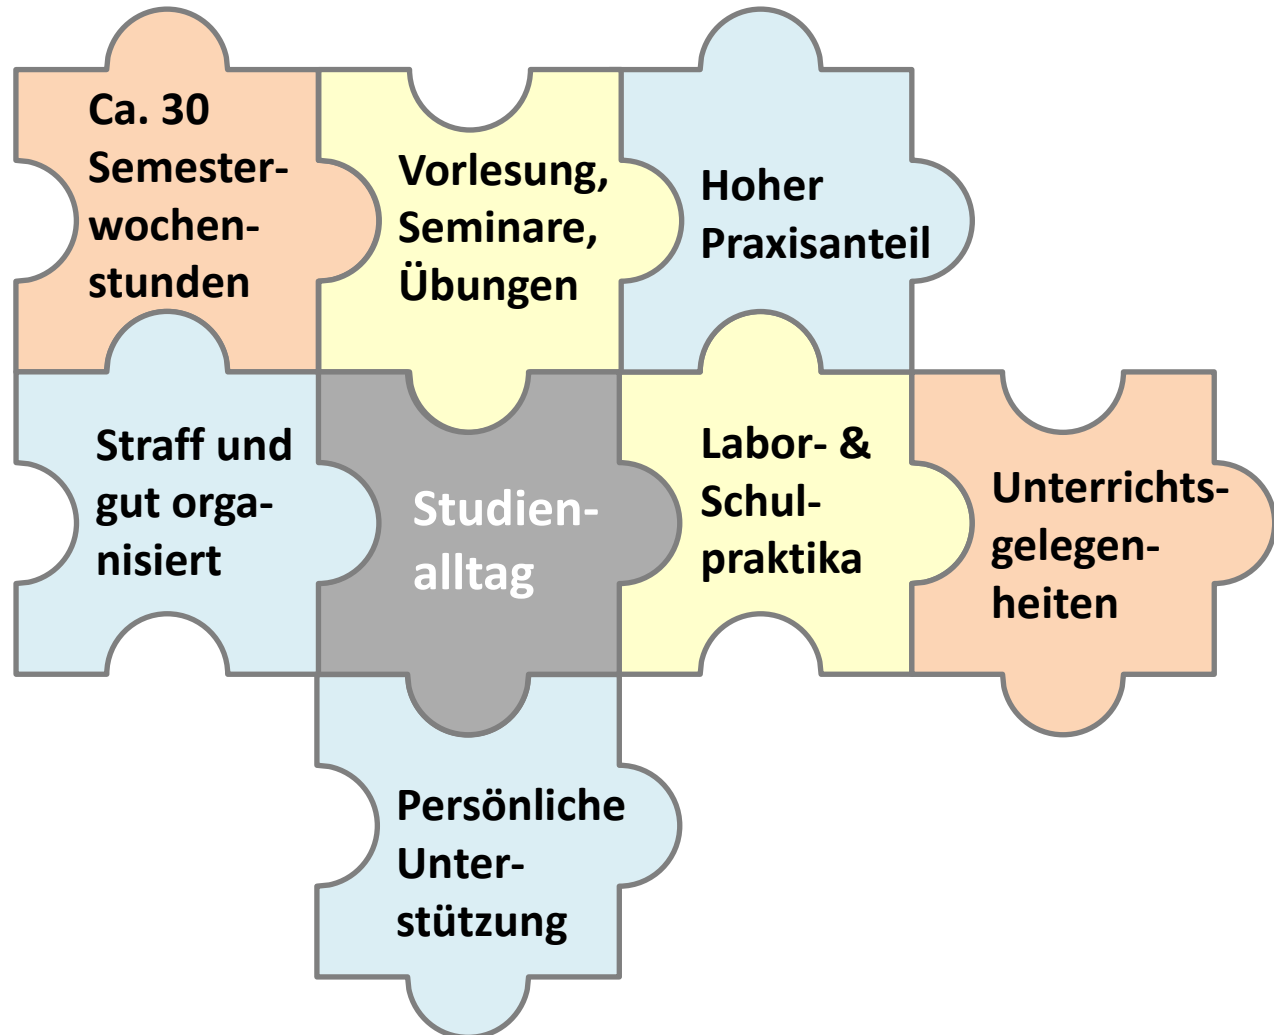 Ca. 30
Semester-
wochen-
stunden
Vorlesung,
Seminare,
Übungen
Hoher
Praxisanteil
Straff und
gut orga-
nisiert
Studien-
alltag
Labor- &
Schul-
praktika
Unterrichts-
gelegen-
heiten
Persönliche
Unter-
stützung